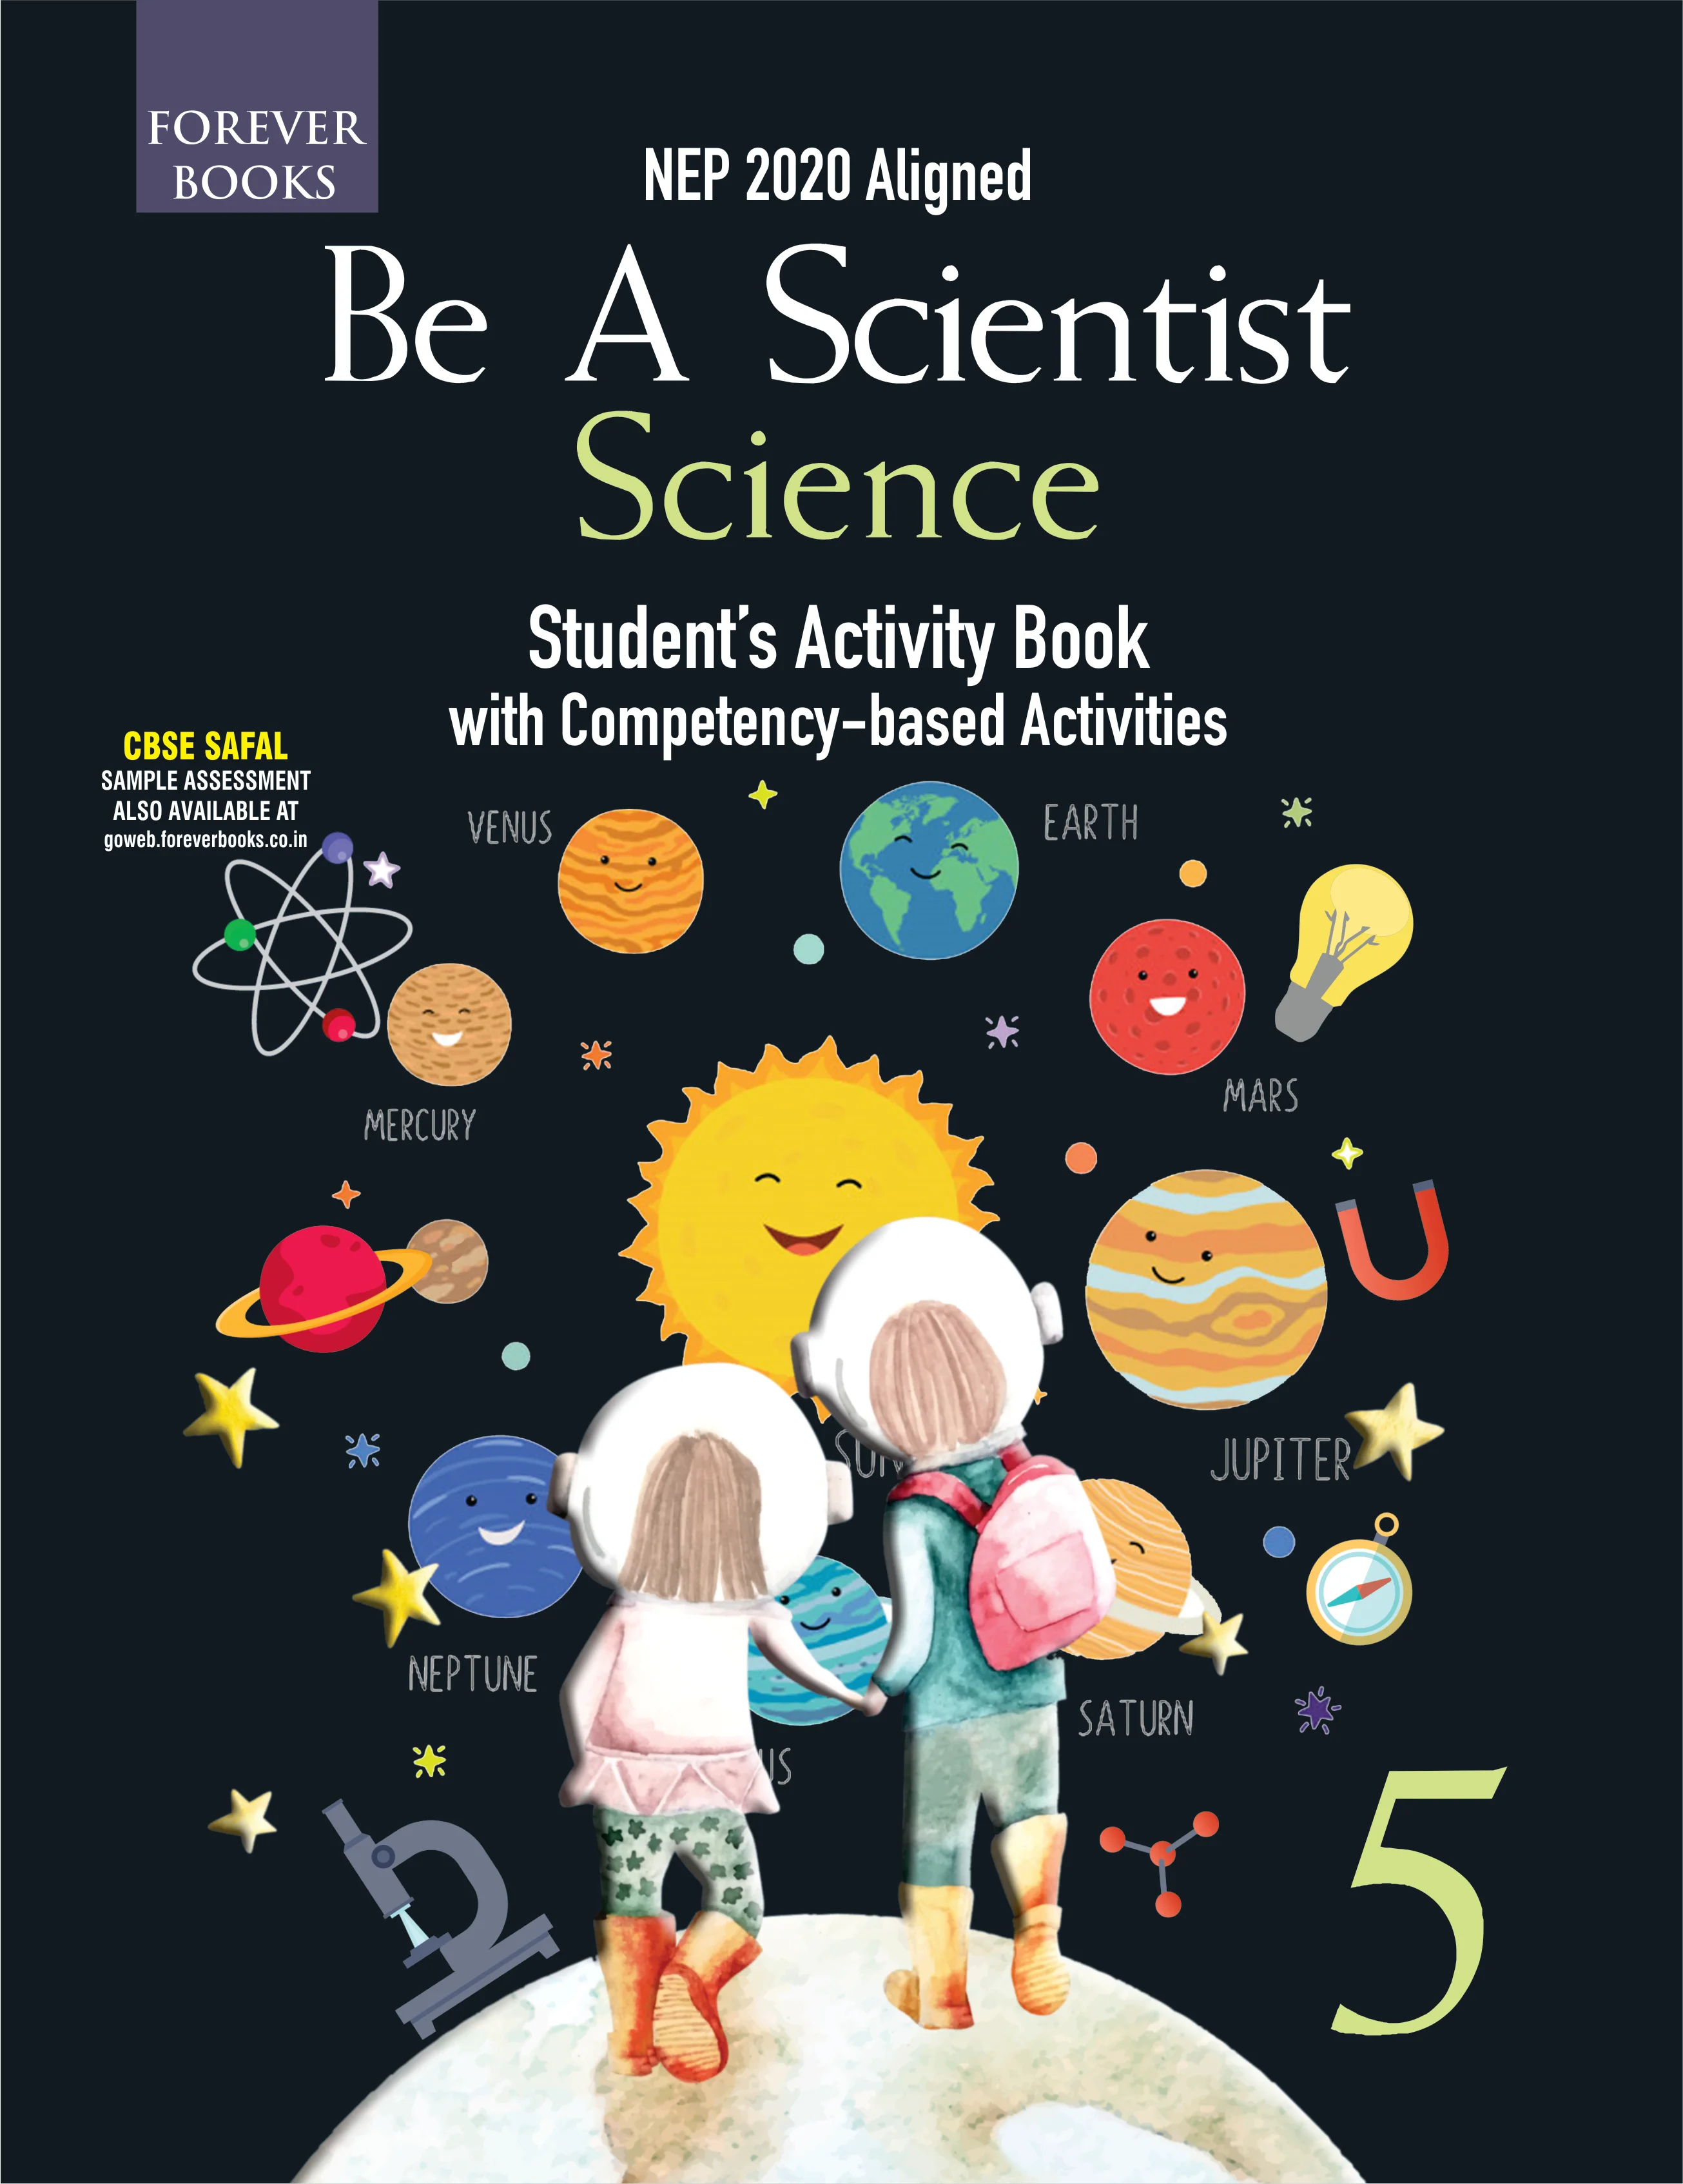 FOREVER
BOOKS
NEP 2020 Aligned
Be A Scientist
Science
Student's Activity Book
with Competency-based Activities
CBSE SAFAL
SAMPLE ASSESSMENT
ALSO AVAILABLE AT
goweb.foreverbooks.co.in
VENUS
EARTH
MERCURY
MARS
SUN
JUPITER
NEPTUNE
SATURN
5